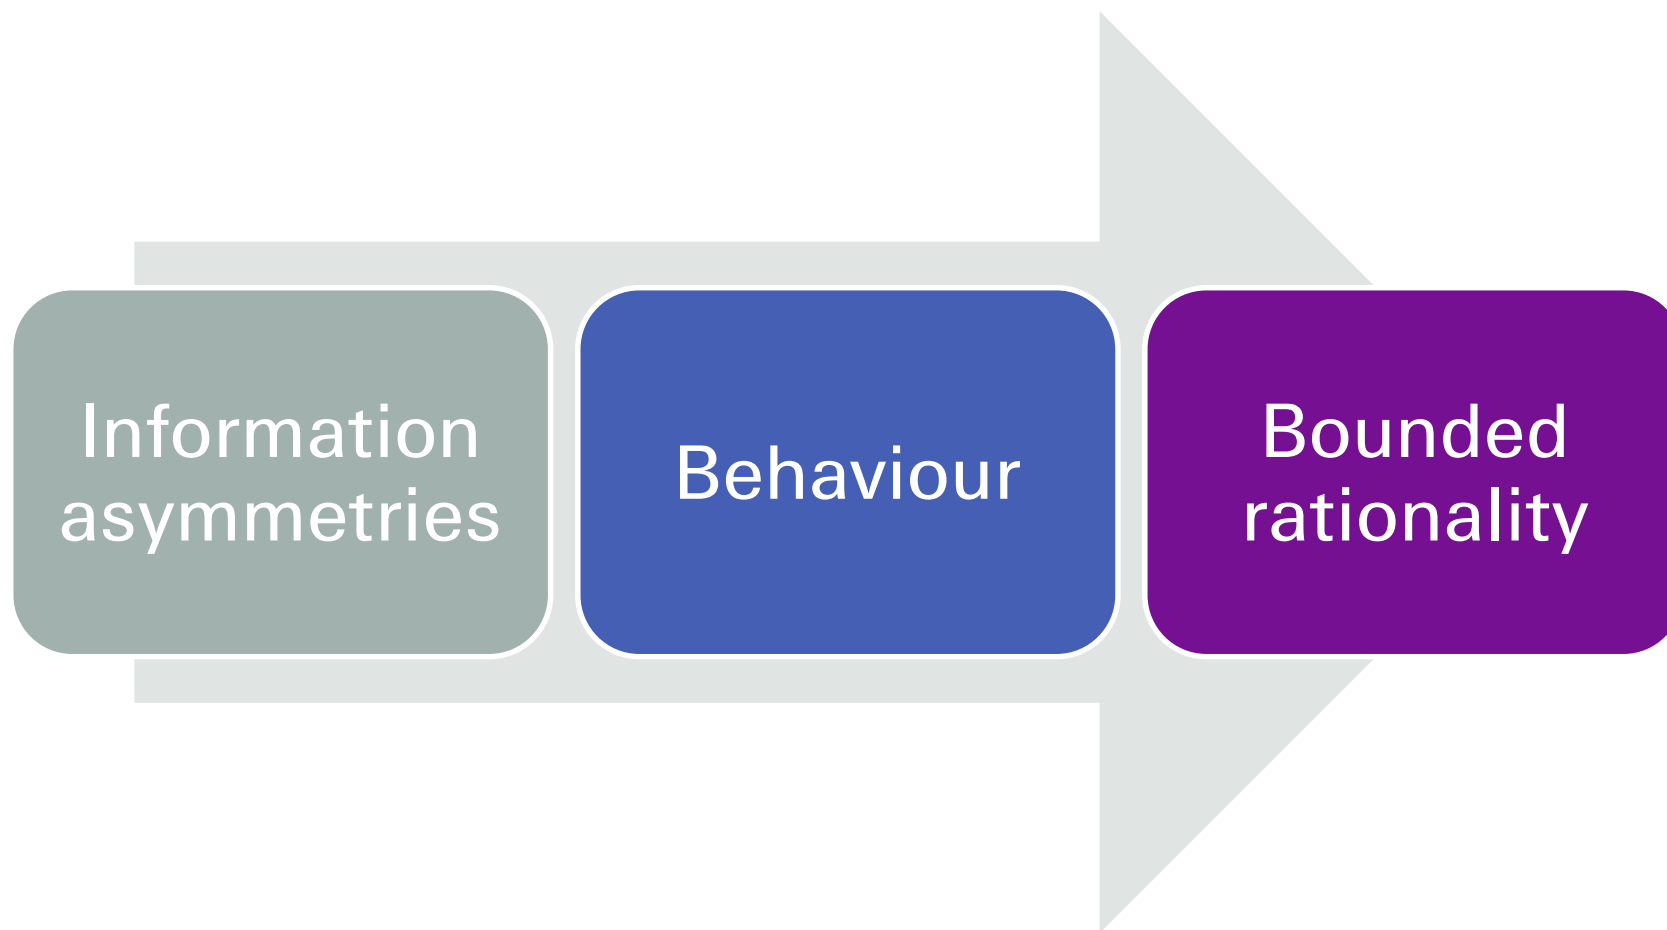 Information
asymmetries
Behaviour
Bounded
rationality